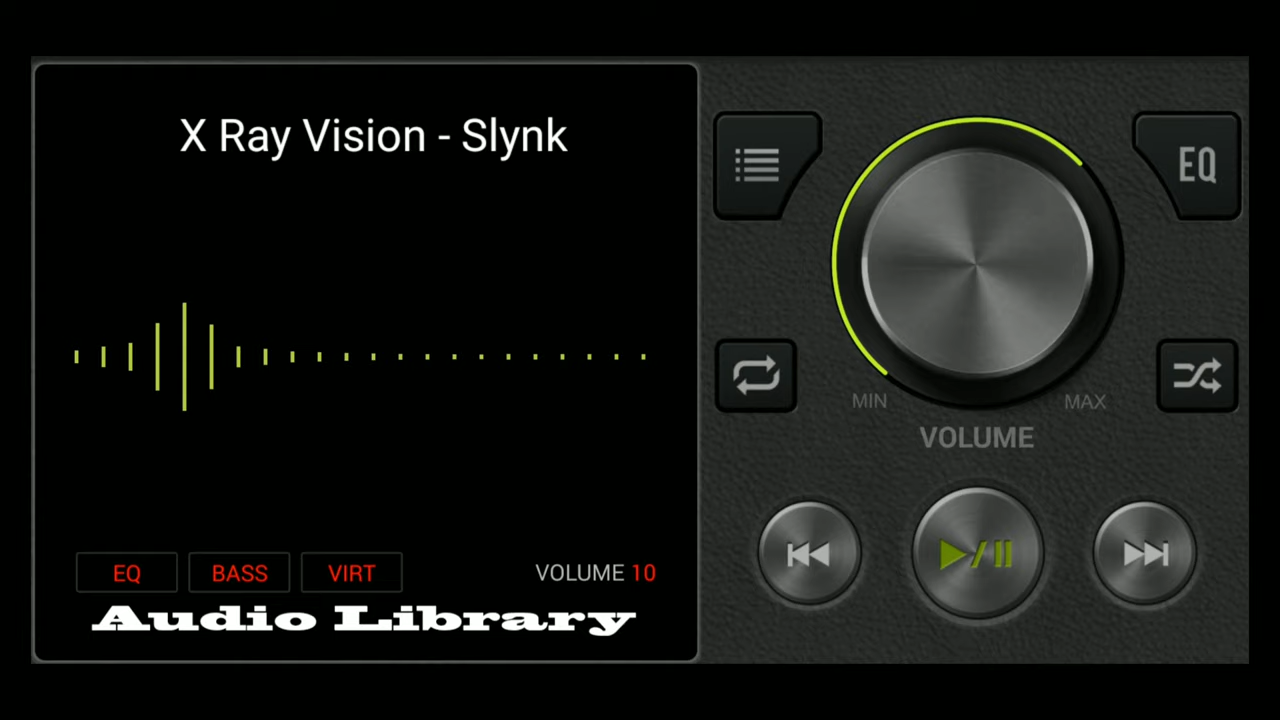 X Ray Vision - Slynk
EQ
MIN
MAX
VOLUME
EQ BASS VIRT VOLUME 10
Audio Library